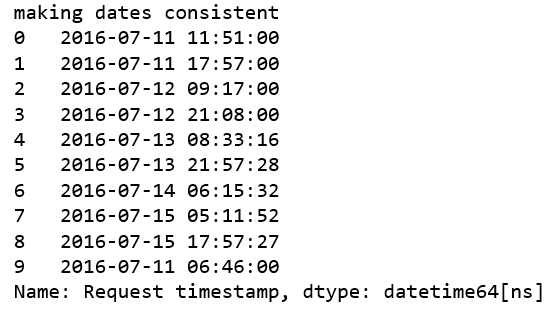 making dates consistent
0   2016-07-11 11:51:00
1   2016-07-11 17:57:00
2   2016-07-12 09:17:00
3   2016-07-12 21:08:00
4   2016-07-13 08:33:16
5   2016-07-13 21:57:28
6   2016-07-14 06:15:32
7   2016-07-15 05:11:52
8   2016-07-15 17:57:27
9   2016-07-11 06:46:00
Name: Request timestamp, dtype: datetime64[ns]